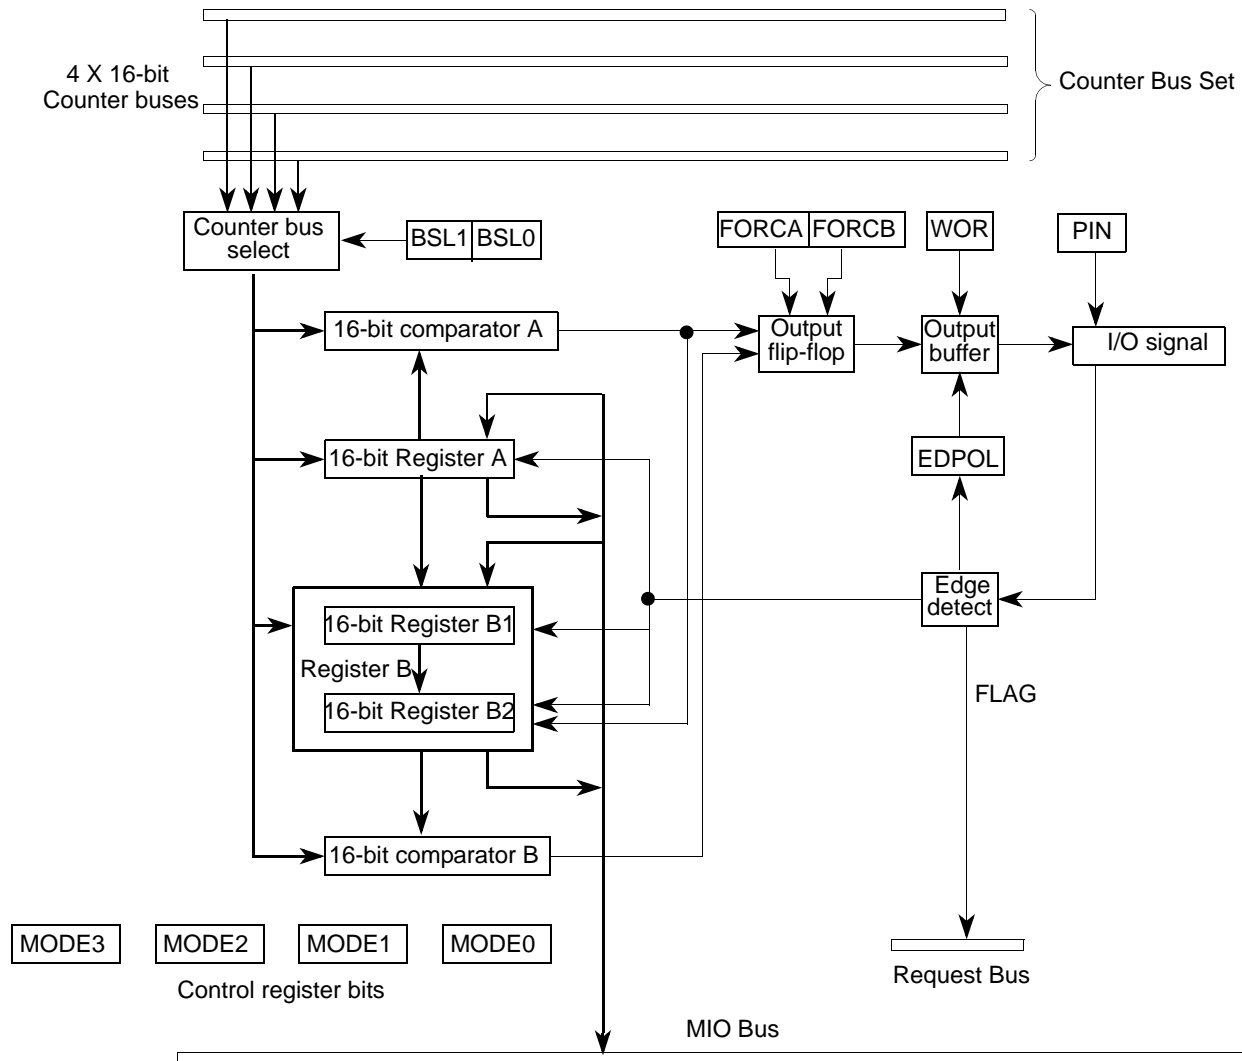 4 X 16-bit
Counter buses
Counter Bus Set
Counter bus
select
BSL1
BSL0
FORCA
FORCB
WOR
PIN
16-bit comparator A
Output
flip-flop
Output
buffer
I/O signal
16-bit Register A
EDPOL
Edge
detect
16-bit Register B1
Register B
16-bit Register B2
FLAG
16-bit comparator B
MODE3
MODE2
MODE1
MODE0
Control register bits
Request Bus
MIO Bus